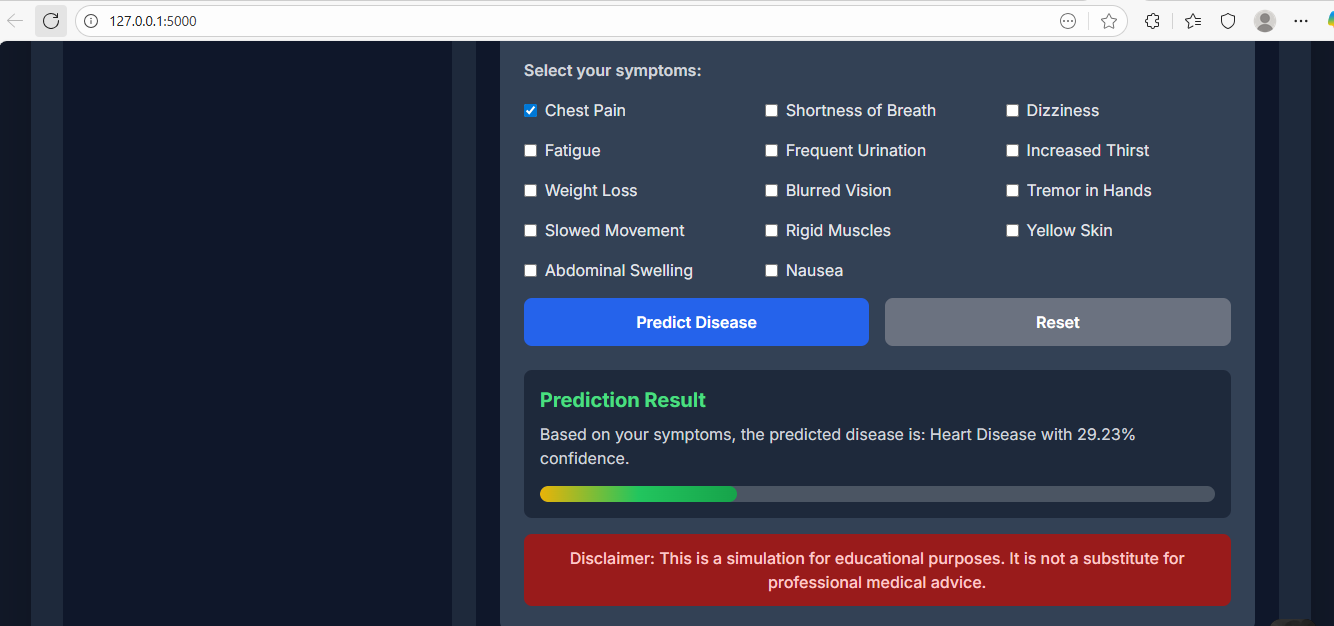 127.0.0.1:5000
Select your symptoms:
Chest Pain Shortness of Breath Dizziness
Fatigue Frequent Urination Increased Thirst
Weight Loss Blurred Vision Tremor in Hands
Slowed Movement Rigid Muscles Yellow Skin
Abdominal Swelling Nausea
Predict Disease Reset
Prediction Result
Based on your symptoms, the predicted disease is: Heart Disease with 29.23%
confidence.
Disclaimer: This is a simulation for educational purposes. It is not a substitute for
professional medical advice.